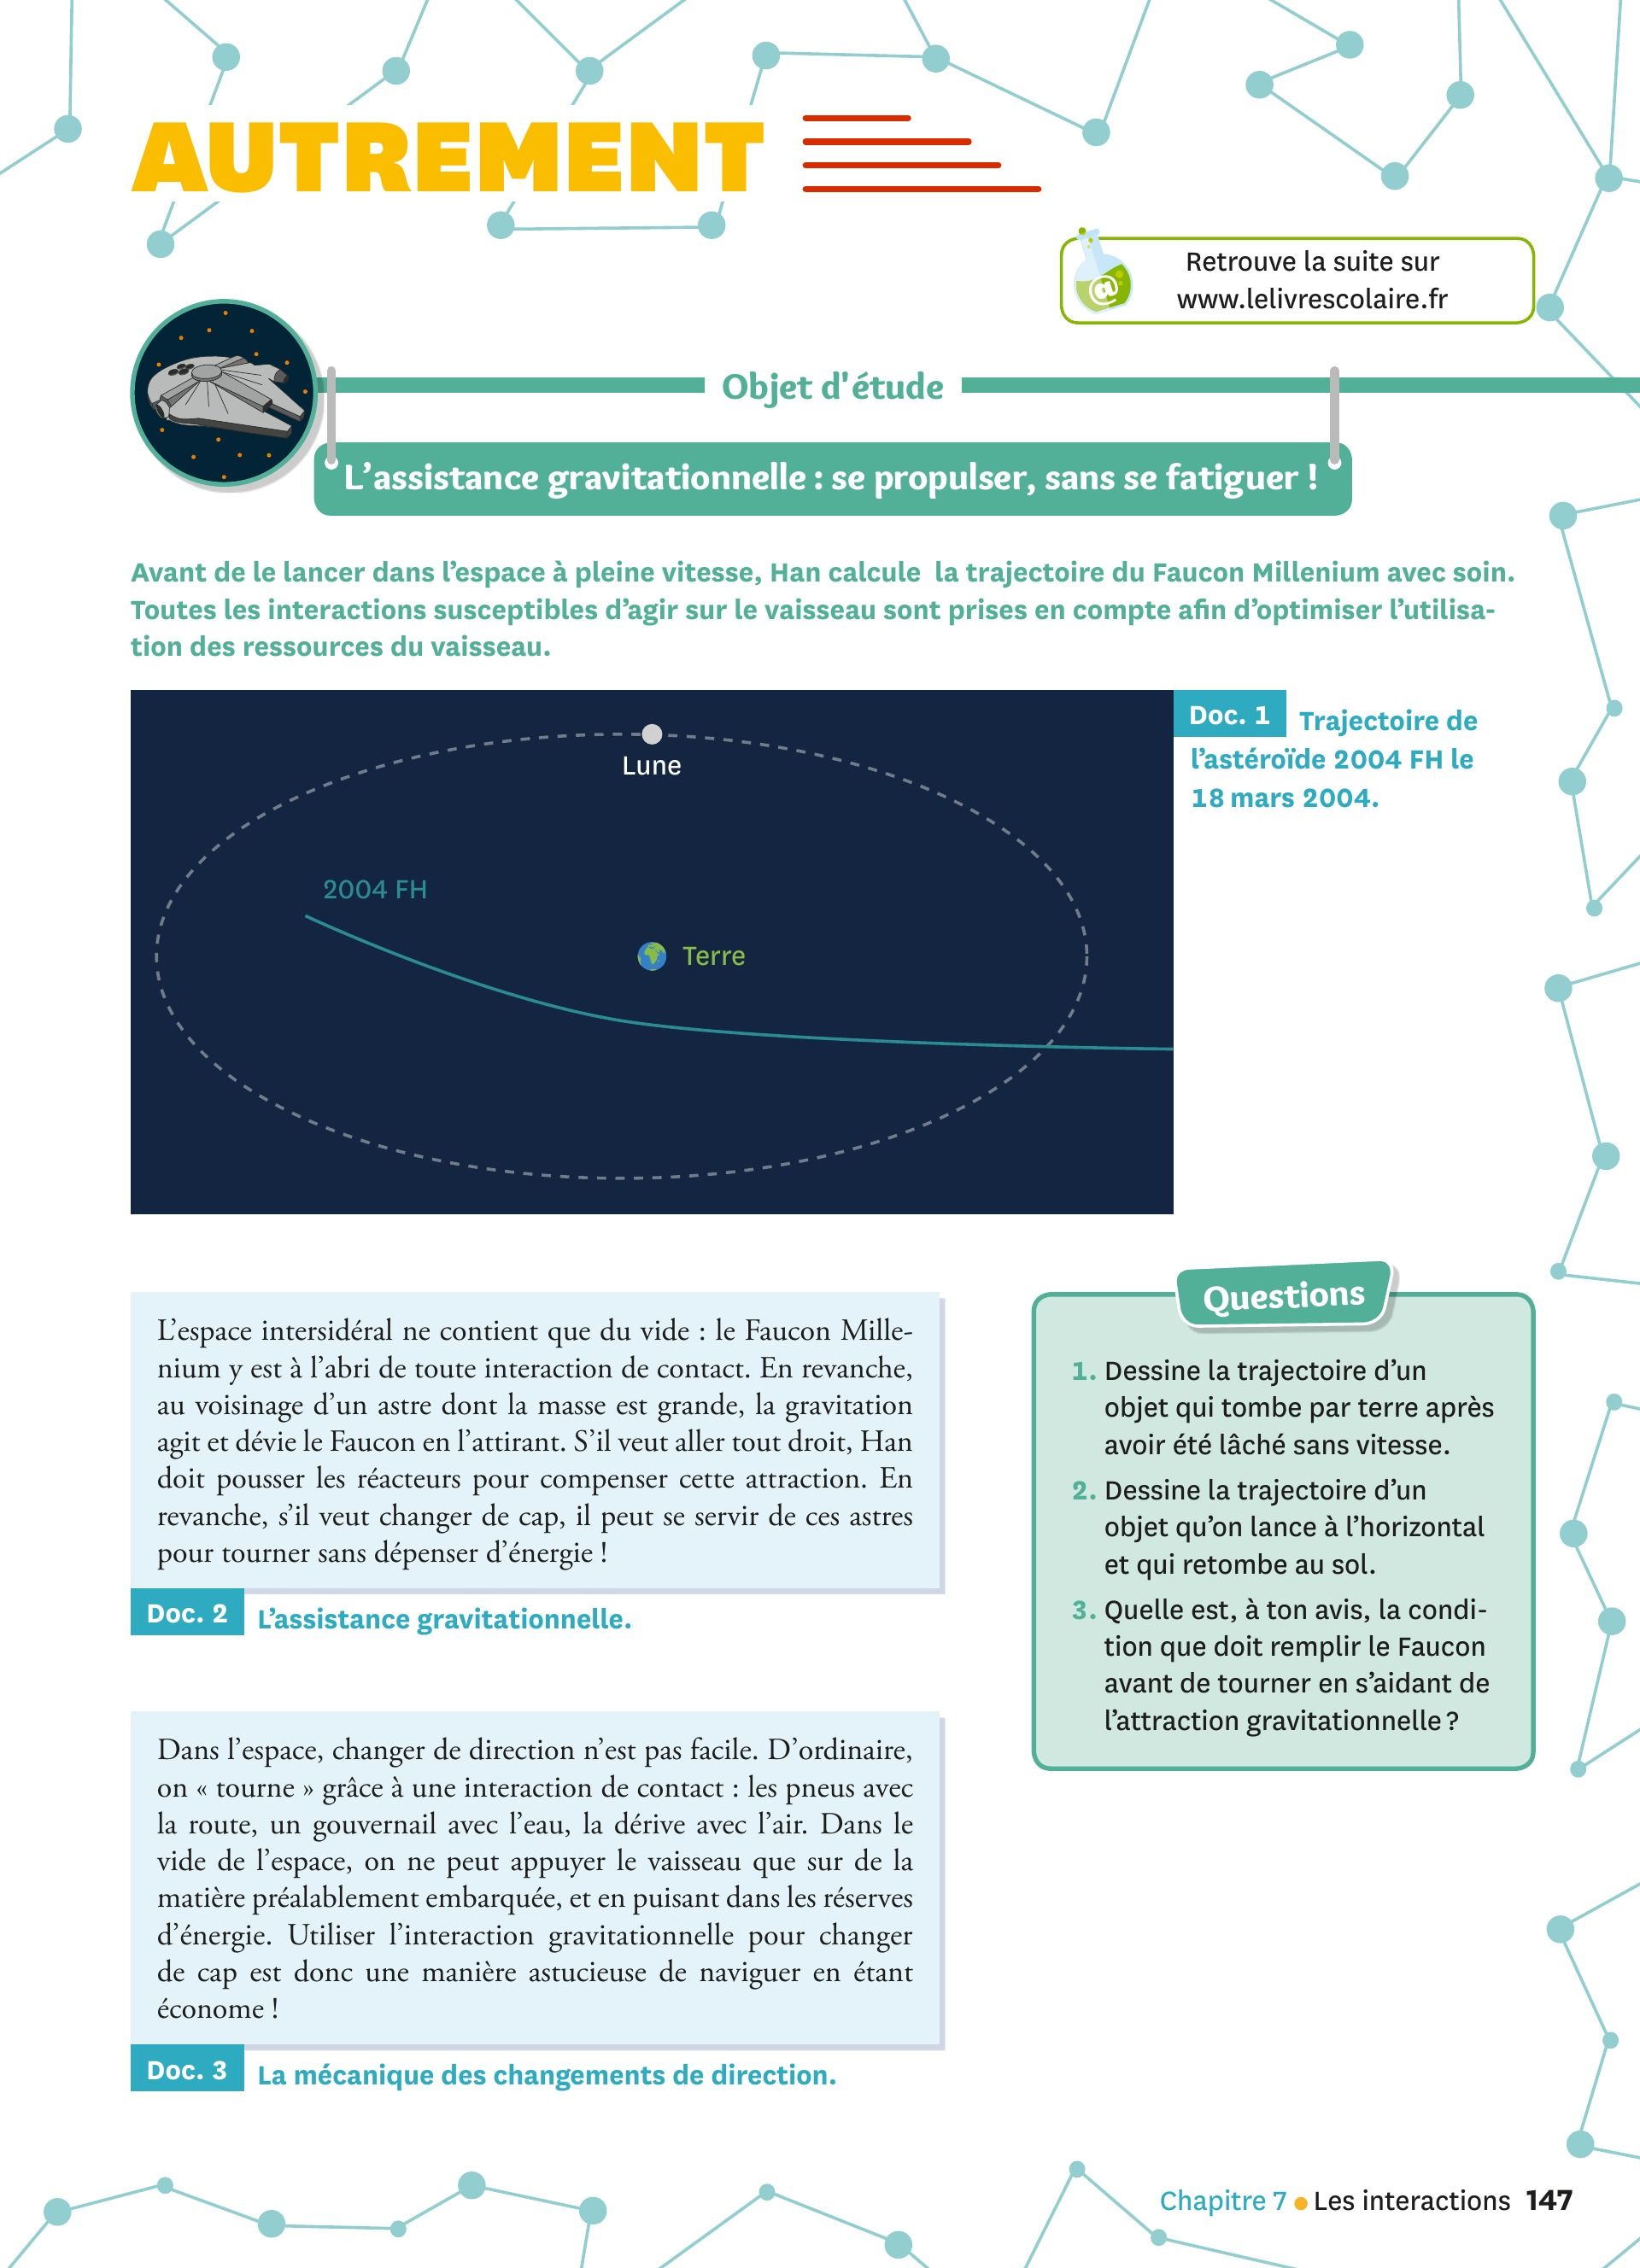 AUTREMENT
Retrouve la suite sur
www.lelivrescolaire.fr
Objet d'étude
L’assistance gravitationnelle : se propulser, sans se fatiguer !
Avant de le lancer dans l’espace à pleine vitesse, Han calcule la trajectoire du Faucon Millenium avec soin.
Toutes les interactions susceptibles d’agir sur le vaisseau sont prises en compte afin d’optimiser l’utilisa-
tion des ressources du vaisseau.
Lune
2004 FH
Terre
Doc. 1 Trajectoire de
l’astéroïde 2004 FH le
18 mars 2004.
L’espace intersidéral ne contient que du vide : le Faucon Mille-
nium y est à l’abri de toute interaction de contact. En revanche,
au voisinage d’un astre dont la masse est grande, la gravitation
agit et dévie le Faucon en l’attirant. S’il veut aller tout droit, Han
doit pousser les réacteurs pour compenser cette attraction. En
revanche, s’il veut changer de cap, il peut se servir de ces astres
pour tourner sans dépenser d’énergie !
Doc. 2 L’assistance gravitationnelle.
Dans l’espace, changer de direction n’est pas facile. D’ordinaire,
on « tourne » grâce à une interaction de contact : les pneus avec
la route, un gouvernail avec l’eau, la dérive avec l’air. Dans le
vide de l’espace, on ne peut appuyer le vaisseau que sur de la
matière préalablement embarquée, et en puisant dans les réserves
d’énergie. Utiliser l’interaction gravitationnelle pour changer
de cap est donc une manière astucieuse de naviguer en étant
économe !
Doc. 3 La mécanique des changements de direction.
Questions
1. Dessine la trajectoire d’un
objet qui tombe par terre après
avoir été lâché sans vitesse.
2. Dessine la trajectoire d’un
objet qu’on lance à l’horizontal
et qui retombe au sol.
3. Quelle est, à ton avis, la condi-
tion que doit remplir le Faucon
avant de tourner en s’aidant de
l’attraction gravitationnelle ?
Chapitre 7 • Les interactions 147